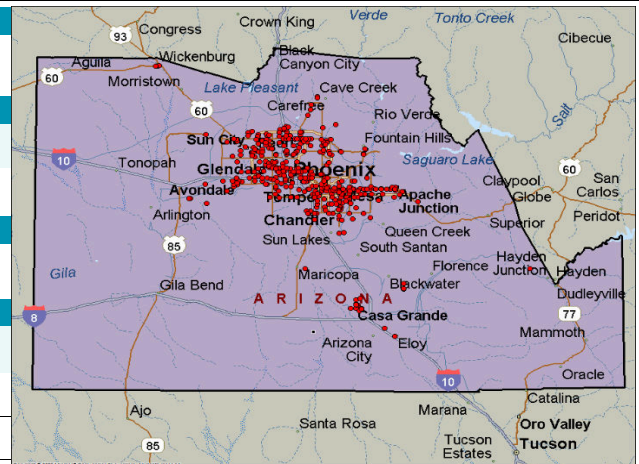 Crown King
Verde
Tonto Creek
93
Congress
Cibecue
Wickenburg
Black
Canyon City
Aguila
60
Morristown
Lake Pleasant
Cave Creek
Carefree
60
Rio Verde
Salt
Sun City
Fountain Hills
10
Tonopah
Glendale
Phoenix
Saguaro Lake
60
San
Carlos
Claypool
Globe
Avondale
Tempe
Mesa
Apache
Junction
Peridot
Arlington
Chandler
Superior
85
Sun Lakes
Queen Creek
South Santan
Gila
Maricopa
Florence
Hayden
Junction
Hayden
Gila Bend
Blackwater
Dudleyville
ARIZONA
8
Casa Grande
77
Mammoth
Arizona
City
Eloy
10
Oracle
Catalina
Ajo
Marana
Santa Rosa
Oro Valley
85
Tucson
Estates
Tucson